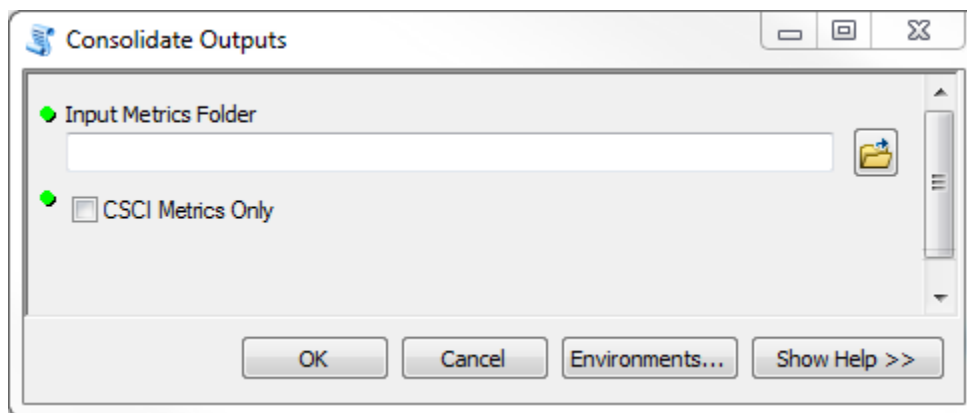 Consolidate Outputs
Input Metrics Folder
CSCI Metrics Only
OK Cancel Environments... Show Help >>